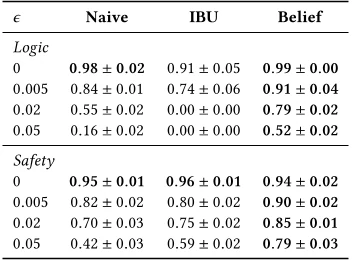 ϵ Naive IBU Belief
Logic
0 0.98 ± 0.02 0.91 ± 0.05 0.99 ± 0.00
0.005 0.84 ± 0.01 0.74 ± 0.06 0.91 ± 0.04
0.02 0.55 ± 0.02 0.00 ± 0.00 0.79 ± 0.02
0.05 0.16 ± 0.02 0.00 ± 0.00 0.52 ± 0.02
Safety
0 0.95 ± 0.01 0.96 ± 0.01 0.94 ± 0.02
0.005 0.82 ± 0.02 0.80 ± 0.02 0.90 ± 0.02
0.02 0.70 ± 0.03 0.75 ± 0.02 0.85 ± 0.01
0.05 0.42 ± 0.03 0.59 ± 0.02 0.79 ± 0.03